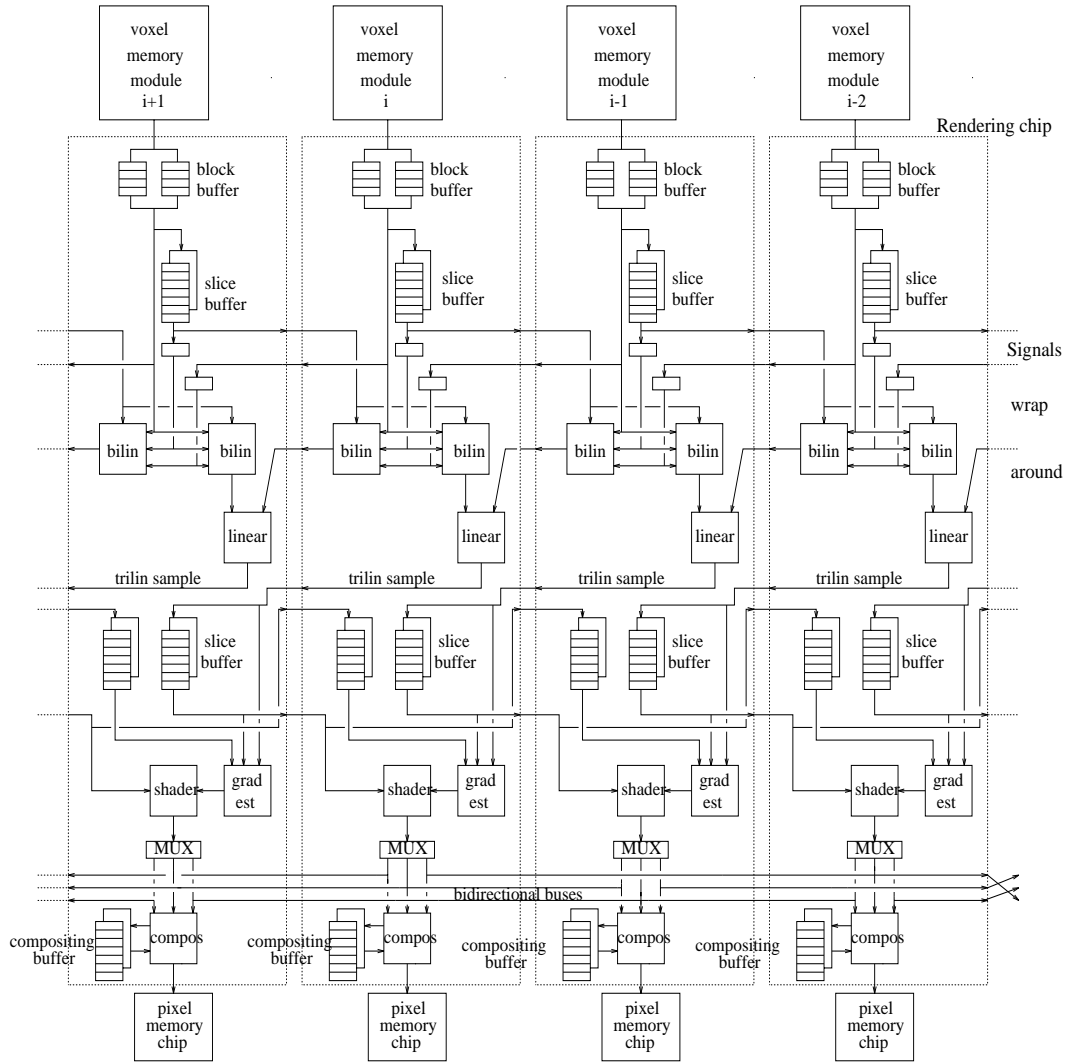 voxel
memory
module
i+1
voxel
memory
module
i
voxel
memory
module
i-1
voxel
memory
module
i-2
Rendering chip
block
buffer
block
buffer
block
buffer
block
buffer
slice
buffer
slice
buffer
slice
buffer
slice
buffer
Signals
wrap
around
bilin
bilin
bilin
bilin
bilin
bilin
bilin
bilin
linear
linear
linear
linear
trilin sample
trilin sample
trilin sample
trilin sample
slice
buffer
slice
buffer
slice
buffer
slice
buffer
shader
grad
est
shader
grad
est
shader
grad
est
shader
grad
est
MUX
MUX
MUX
MUX
bidirectional buses
compositing
buffer
compos
compositing
buffer
compos
compositing
buffer
compos
compositing
buffer
compos
pixel
memory
chip
pixel
memory
chip
pixel
memory
chip
pixel
memory
chip